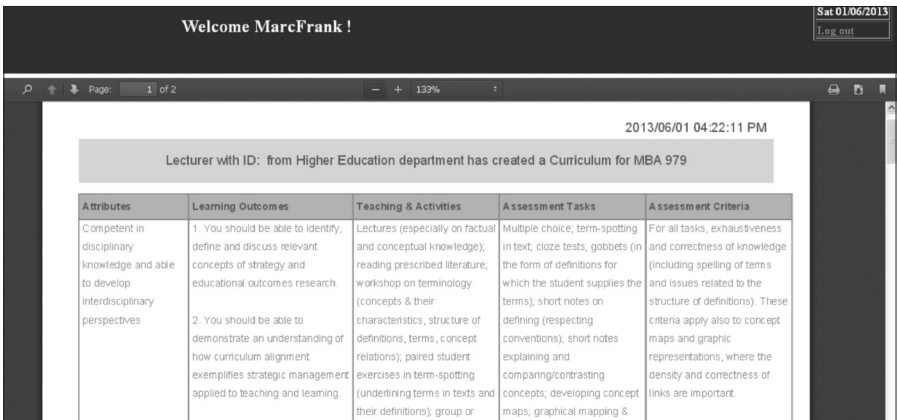 Sat 01/06/2013
Welcome MarcFrank !
Log out
Page: 1 of 2
− + 133%
2013/06/01 04:22:11 PM
Lecturer with ID: from Higher Education department has created a Curriculum for MBA 979
Attributes
Competent in
disciplinary
knowledge and able
to develop
interdisciplinary
perspectives
Learning Outcomes
1. You should be able to identify,
define and discuss relevant
concepts of strategy and
educational outcomes research.
2. You should be able to
demonstrate an understanding of
how curriculum alignment
exemplifies strategic management
applied to teaching and learning.
Teaching & Activities
Lectures (especially on factual
and conceptual knowledge);
reading prescribed literature;
workshop on terminology
(concepts & their
characteristics, structure of
definitions, terms, concept
relations); paired student
exercises in term-spotting
(underlining terms in texts and
their definitions); group or
Assessment Tasks
Multiple choice; term-spotting
in text; cloze tests; gobbets (in
the form of definitions for
which the student supplies the
terms); short notes on
defining (respecting
conventions); short notes
explaining and
comparing/contrasting
concepts; developing concept
maps; graphical mapping &
Assessment Criteria
For all tasks, exhaustiveness
and correctness of knowledge
(including spelling of terms
and issues related to the
structure of definitions). These
criteria apply also to concept
maps and graphic
representations, where the
density and correctness of
links are important.